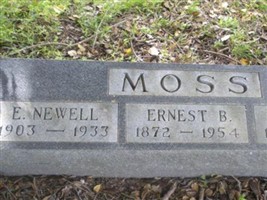 MOSS
E. NEWELL
1903 — 1933
ERNEST B.
1872 — 1954